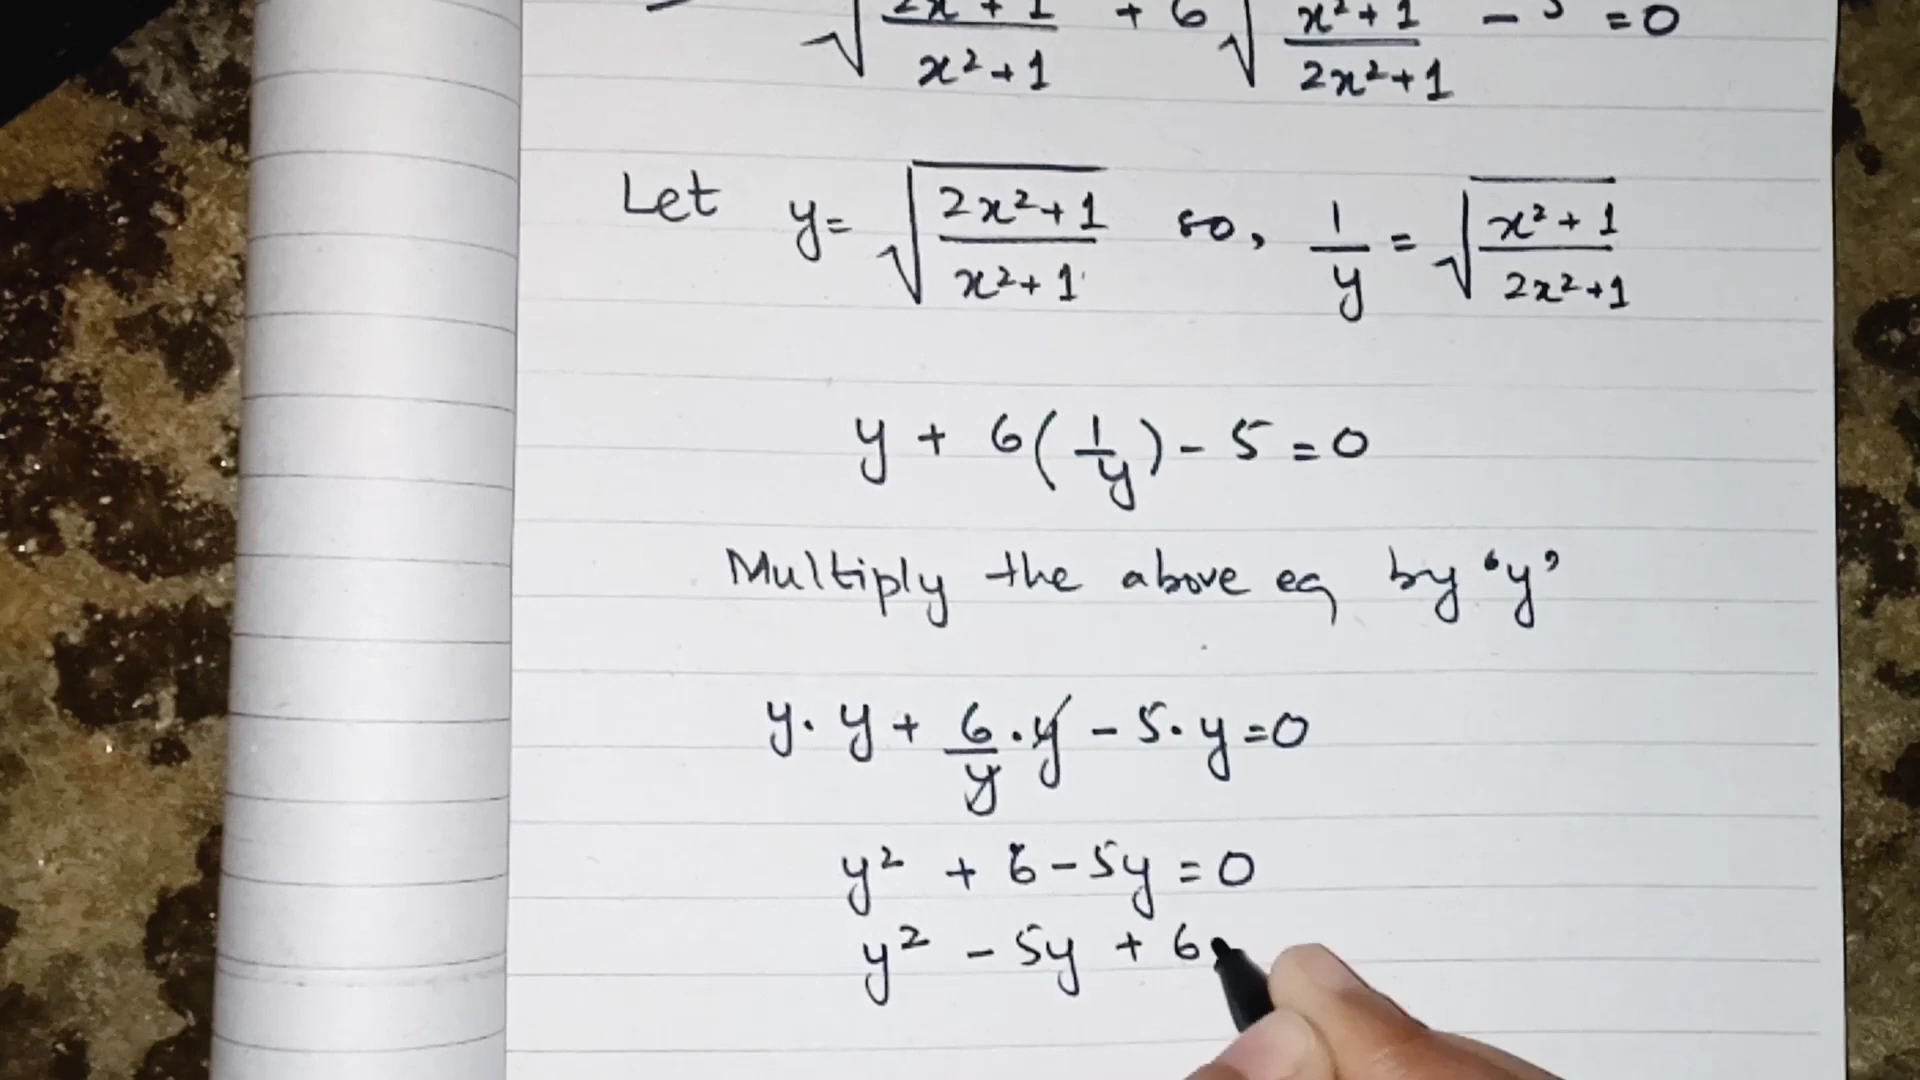 √(2x²+1 / x²+1) + 6√(x²+1 / 2x²+1) - 5 = 0
Let y = √(2x²+1 / x²+1) so, 1/y = √(x²+1 / 2x²+1)
y + 6(1/y) - 5 = 0
Multiply the above eq by 'y'
y·y + 6/y·y - 5·y = 0
y² + 6 - 5y = 0
y² - 5y + 6